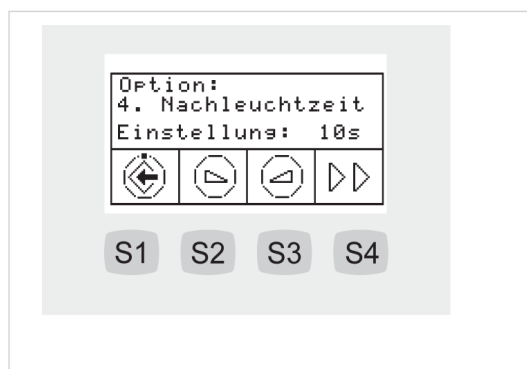 Option:
4. Nachleuchtzeit
Einstellung: 10s
S1 S2 S3 S4